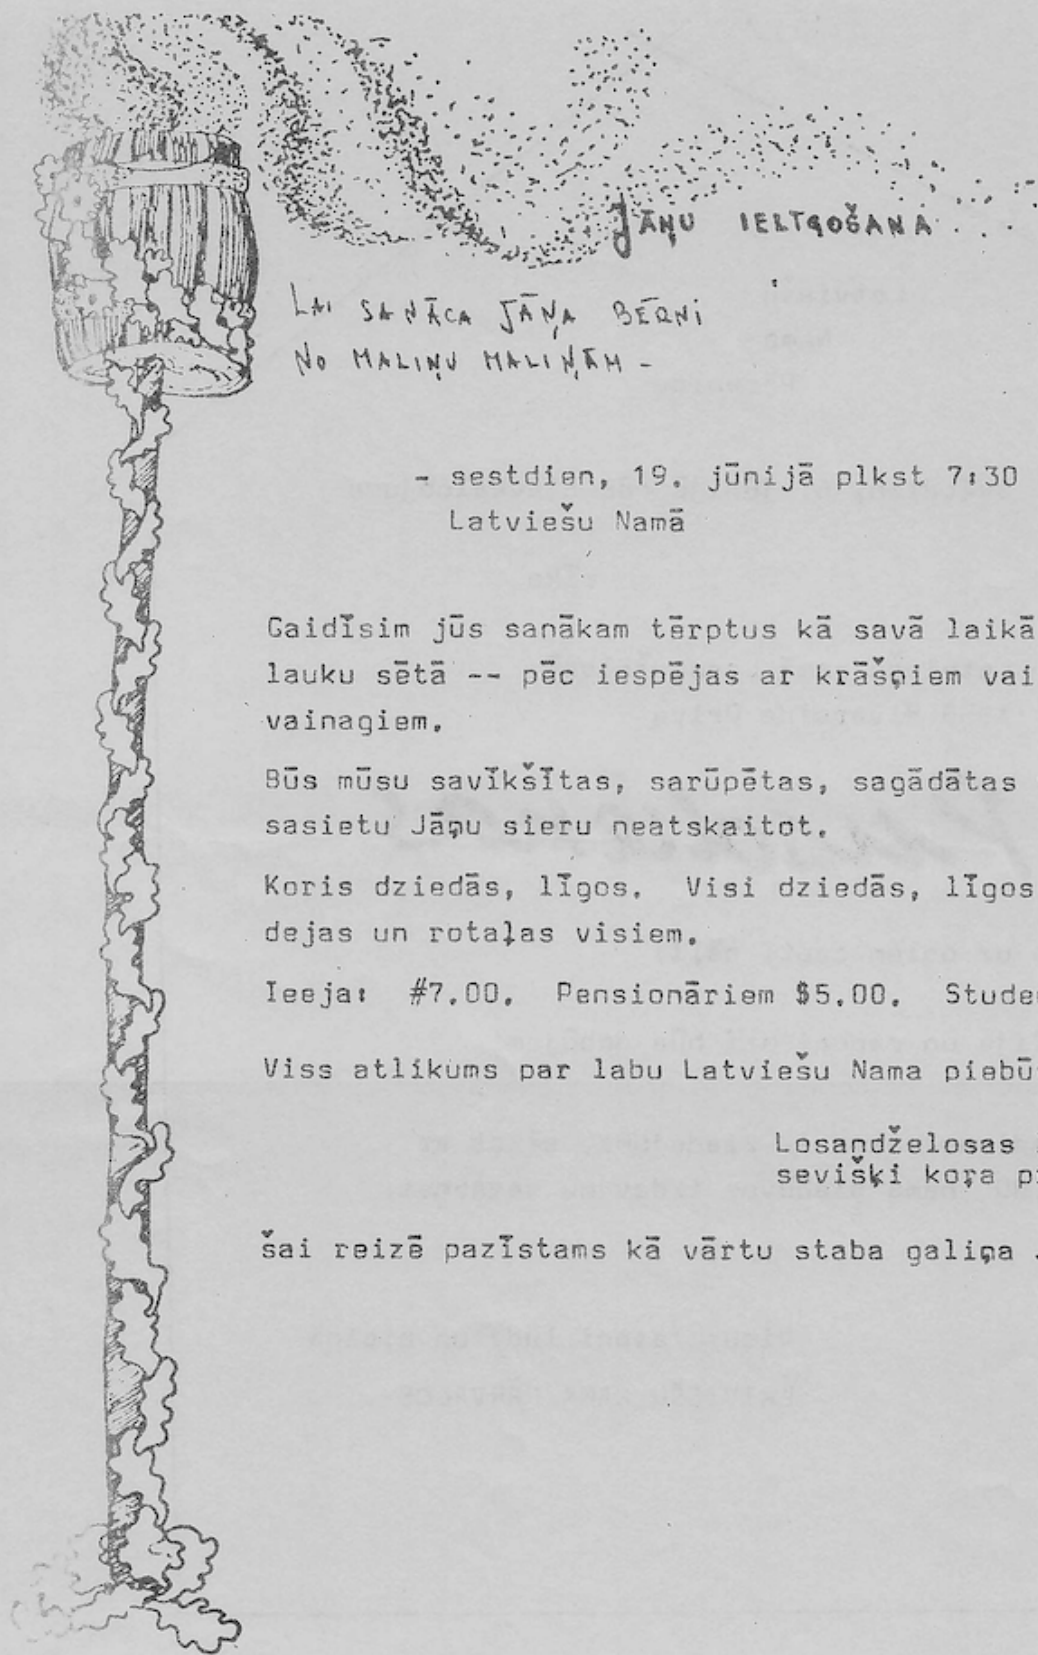 JĀŅU IELĪGOŠANA...
LAI SANĀCA JĀŅA BĒRNI
NO MALIŅU MALIŅĀM -
- sestdien, 19. jūnijā plkst 7:30
Latviešu Namā
Gaidīsim jūs sanākam tērptus kā savā laikā
lauku sētā -- pēc iespējas ar krāšņiem vai
vainagiem.
Būs mūsu savīkšītas, sarūpētas, sagādātas
sasietu Jāņu sieru neatskaitot.
Koris dziedās, līgos. Visi dziedās, līgos
dejas un rotaļas visiem.
Ieeja: #7.00. Pensionāriem $5.00. Stude
Viss atlikums par labu Latviešu Nama piebū
Losandželosas
sevišķi koŗa p
šai reizē pazīstams kā vārtu staba galiņa .